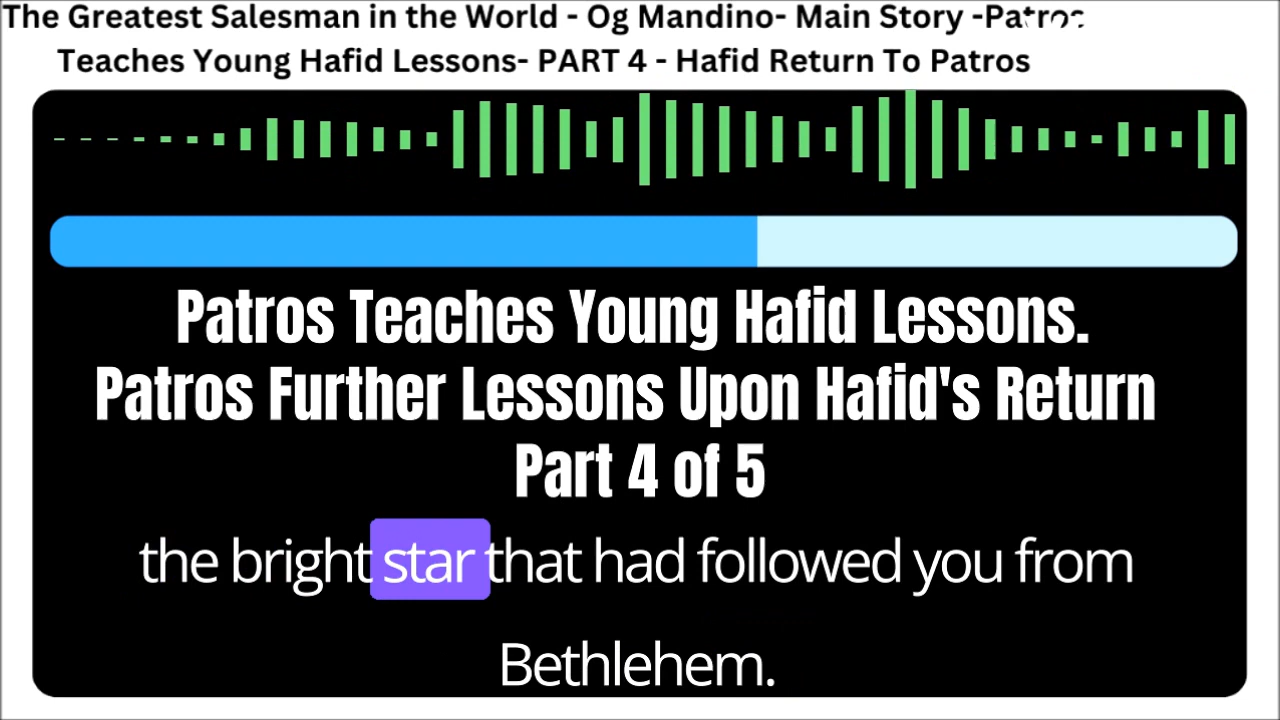 The Greatest Salesman in the World - Og Mandino- Main Story -Patros
Teaches Young Hafid Lessons- PART 4 - Hafid Return To Patros
Patros Teaches Young Hafid Lessons.
Patros Further Lessons Upon Hafid's Return
Part 4 of 5
the bright star that had followed you from
Bethlehem.